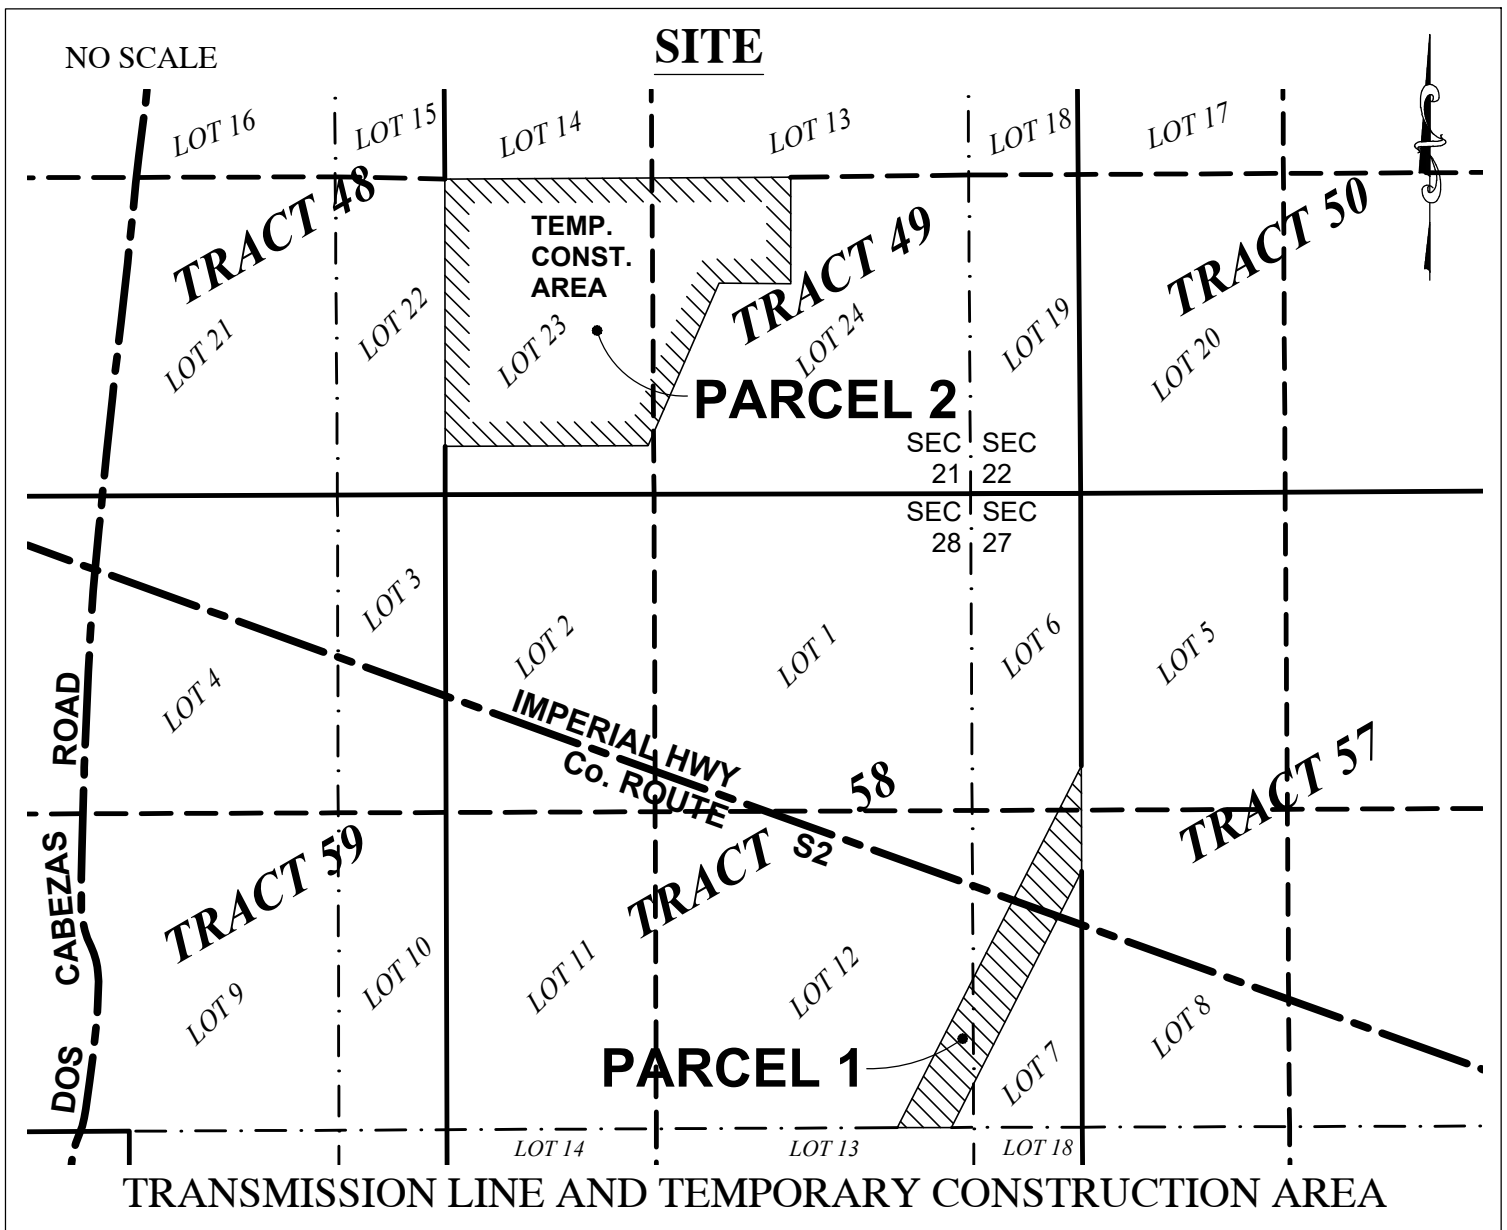 NO SCALE
SITE
LOT 16
LOT 15
LOT 14
LOT 13
LOT 18
LOT 17
TRACT 48
TRACT 49
TRACT 50
TEMP.
CONST.
AREA
LOT 21
LOT 22
LOT 23
LOT 24
LOT 19
LOT 20
PARCEL 2
SEC
21
SEC
22
SEC
28
SEC
27
LOT 4
LOT 3
LOT 2
LOT 1
LOT 6
LOT 5
IMPERIAL HWY
Co. ROUTE S2
TRACT 59
TRACT 58
TRACT 57
DOS CABEZAS ROAD
LOT 9
LOT 10
LOT 11
LOT 12
LOT 7
LOT 8
PARCEL 1
LOT 14
LOT 13
LOT 18
TRANSMISSION LINE AND TEMPORARY CONSTRUCTION AREA